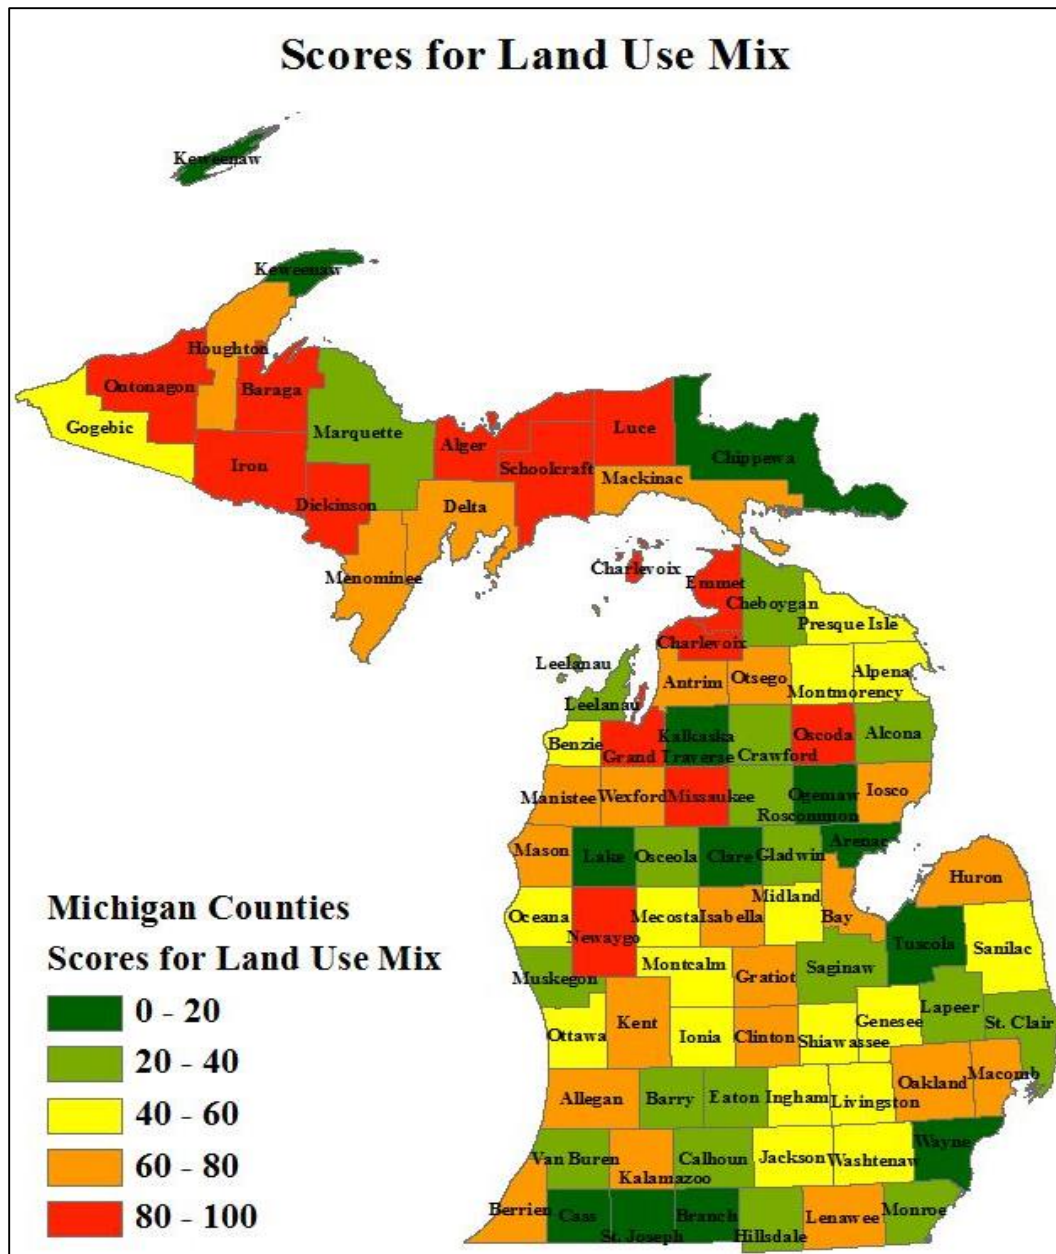 Scores for Land Use Mix
Keweenaw
Keweenaw
Houghton
Ontonagon
Baraga
Gogebic
Marquette
Iron
Alger
Luce
Chippewa
Schoolcraft
Mackinac
Dickinson
Delta
Menominee
Charlevoix
Emmet
Cheboygan
Presque Isle
Charlevoix
Leelanau
Antrim
Otsego
Alpena
Montmorency
Leelanau
Benzie
Kalkaska
Grand Traverse
Crawford
Oscoda
Alcona
Manistee
Wexford
Missaukee
Ogemaw
Iosco
Roscommon
Mason
Lake
Osceola
Clare
Gladwin
Arenac
Huron
Oceana
Newaygo
Mecosta
Isabella
Midland
Bay
Tuscola
Sanilac
Muskegon
Montcalm
Gratiot
Saginaw
Lapeer
St. Clair
Ottawa
Kent
Ionia
Clinton
Shiawassee
Genesee
Allegan
Barry
Eaton
Ingham
Livingston
Oakland
Macomb
Van Buren
Kalamazoo
Calhoun
Jackson
Washtenaw
Wayne
Berrien
Cass
St. Joseph
Branch
Hillsdale
Lenawee
Monroe
Michigan Counties
Scores for Land Use Mix
0 - 20
20 - 40
40 - 60
60 - 80
80 - 100